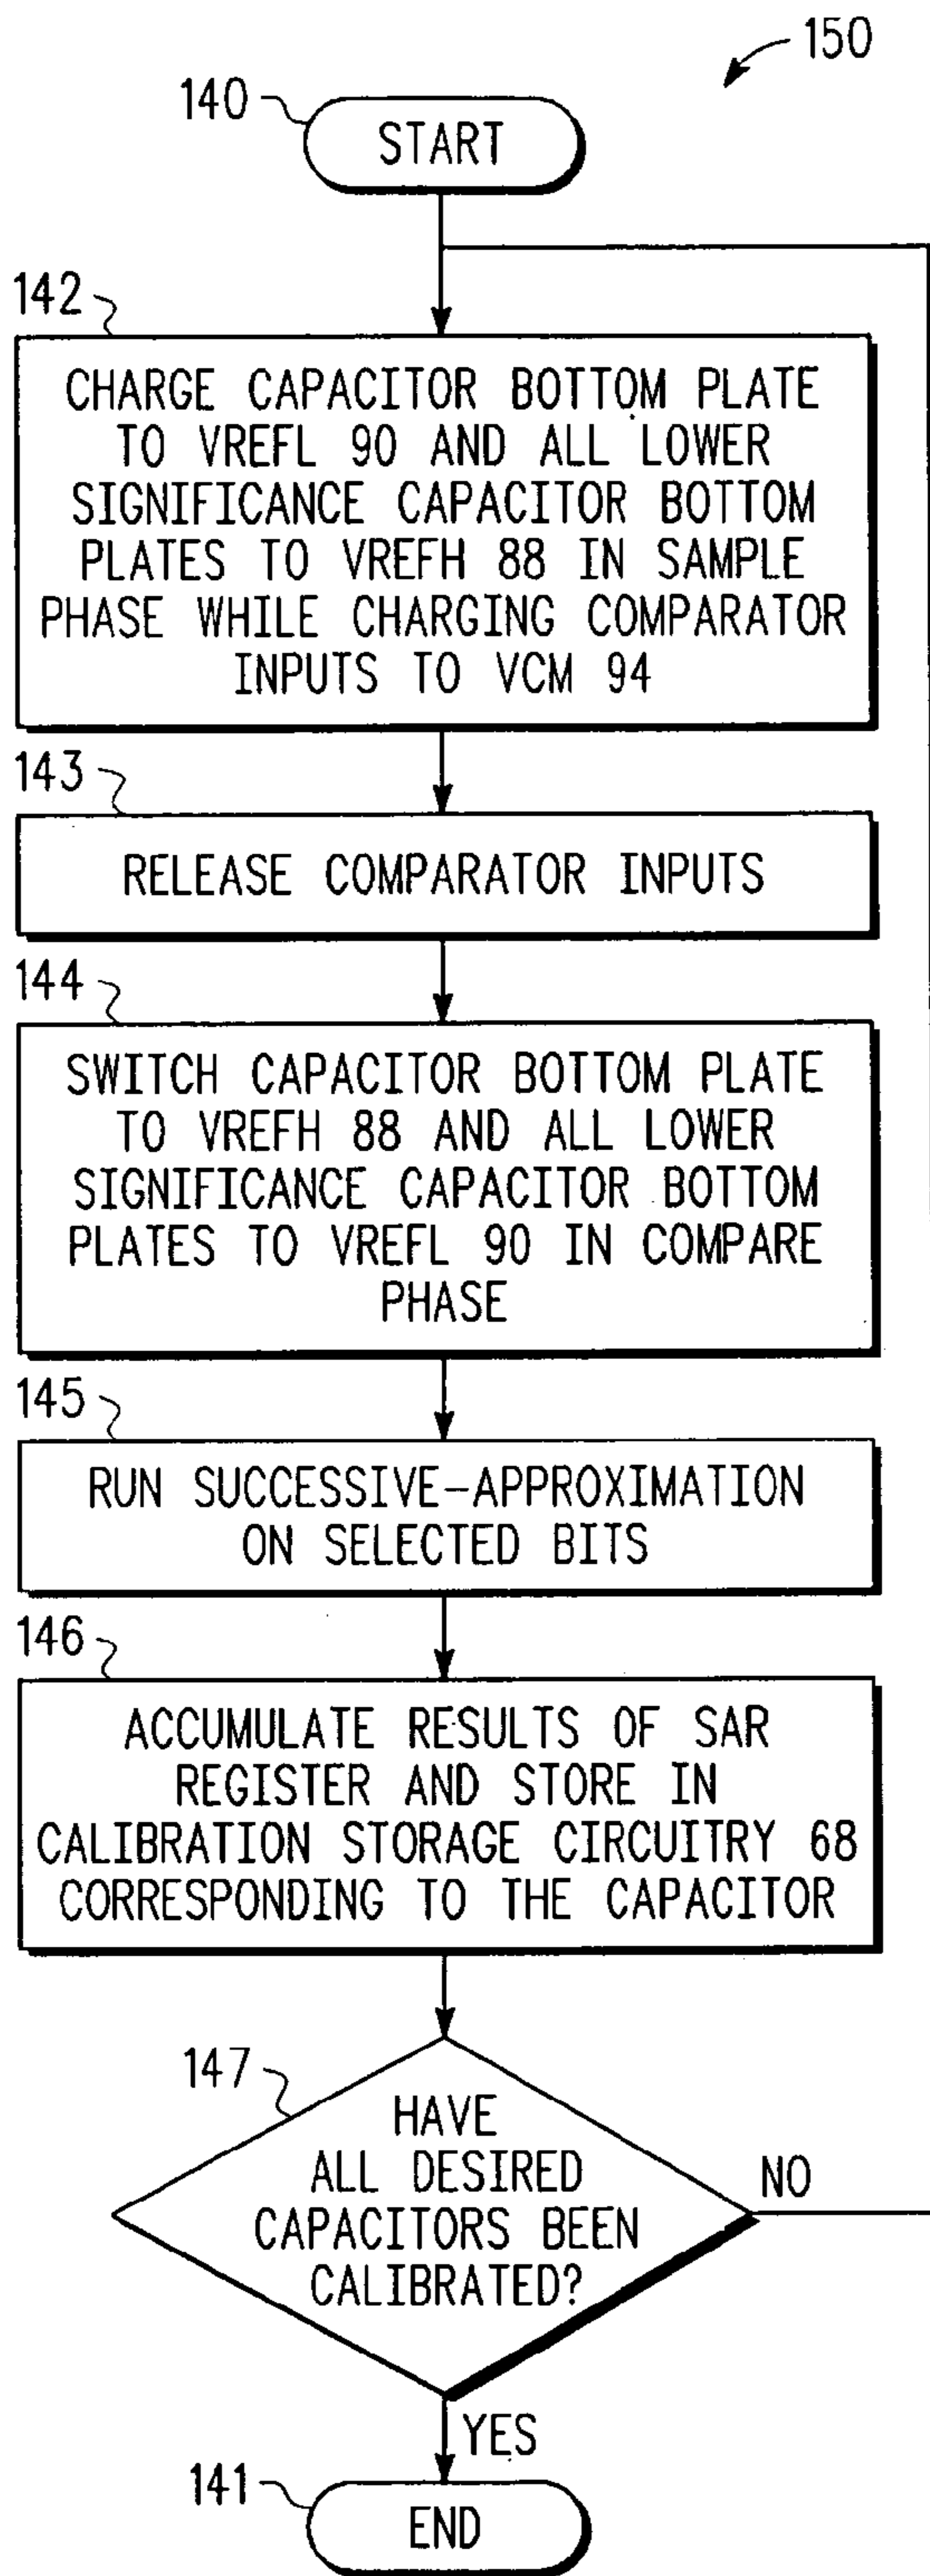 150
140
START
142
CHARGE CAPACITOR BOTTOM PLATE
TO VREFL 90 AND ALL LOWER
SIGNIFICANCE CAPACITOR BOTTOM
PLATES TO VREFH 88 IN SAMPLE
PHASE WHILE CHARGING COMPARATOR
INPUTS TO VCM 94
143
RELEASE COMPARATOR INPUTS
144
SWITCH CAPACITOR BOTTOM PLATE
TO VREFH 88 AND ALL LOWER
SIGNIFICANCE CAPACITOR BOTTOM
PLATES TO VREFL 90 IN COMPARE
PHASE
145
RUN SUCCESSIVE-APPROXIMATION
ON SELECTED BITS
146
ACCUMULATE RESULTS OF SAR
REGISTER AND STORE IN
CALIBRATION STORAGE CIRCUITRY 68
CORRESPONDING TO THE CAPACITOR
147
HAVE
ALL DESIRED
CAPACITORS BEEN
CALIBRATED?
NO
YES
141
END